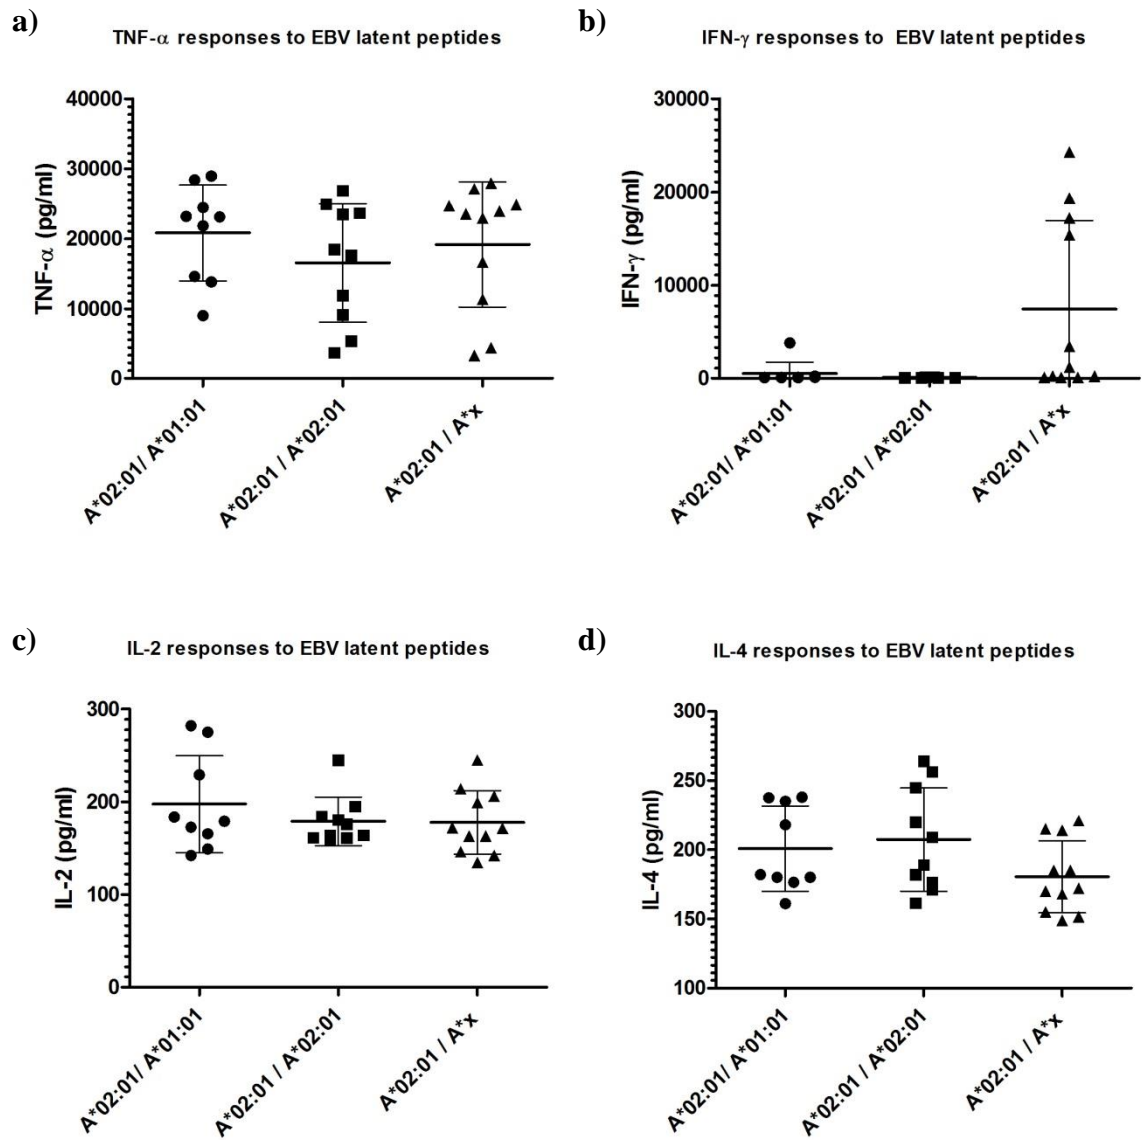 a)
TNF-α responses to EBV latent peptides
TNF-α (pg/ml)
40000
30000
20000
10000
0
A*02:01/ A*01:01
A*02:01 / A*02:01
A*02:01 / A*x
b)
IFN-γ responses to EBV latent peptides
IFN-γ (pg/ml)
30000
20000
10000
0
A*02:01/ A*01:01
A*02:01 / A*02:01
A*02:01 / A*x
c)
IL-2 responses to EBV latent peptides
IL-2 (pg/ml)
300
200
100
0
A*02:01/ A*01:01
A*02:01 / A*02:01
A*02:01 / A*x
d)
IL-4 responses to EBV latent peptides
IL-4 (pg/ml)
300
250
200
150
100
A*02:01/ A*01:01
A*02:01 / A*02:01
A*02:01 / A*x